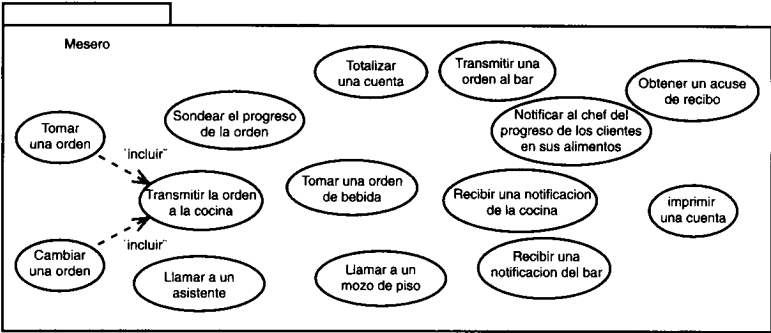 Mesero
Totalizar
una cuenta
Transmitir una
orden al bar
Obtener un acuse
de recibo
Sondear el progreso
de la orden
Notificar al chef del
progreso de los clientes
en sus alimentos
Tomar
una orden
"incluir"
Transmitir la orden
a la cocina
Tomar una orden
de bebida
Recibir una notificacion
de la cocina
imprimir
una cuenta
"incluir"
Cambiar
una orden
Llamar a un
asistente
Llamar a un
mozo de piso
Recibir una
notificacion del bar